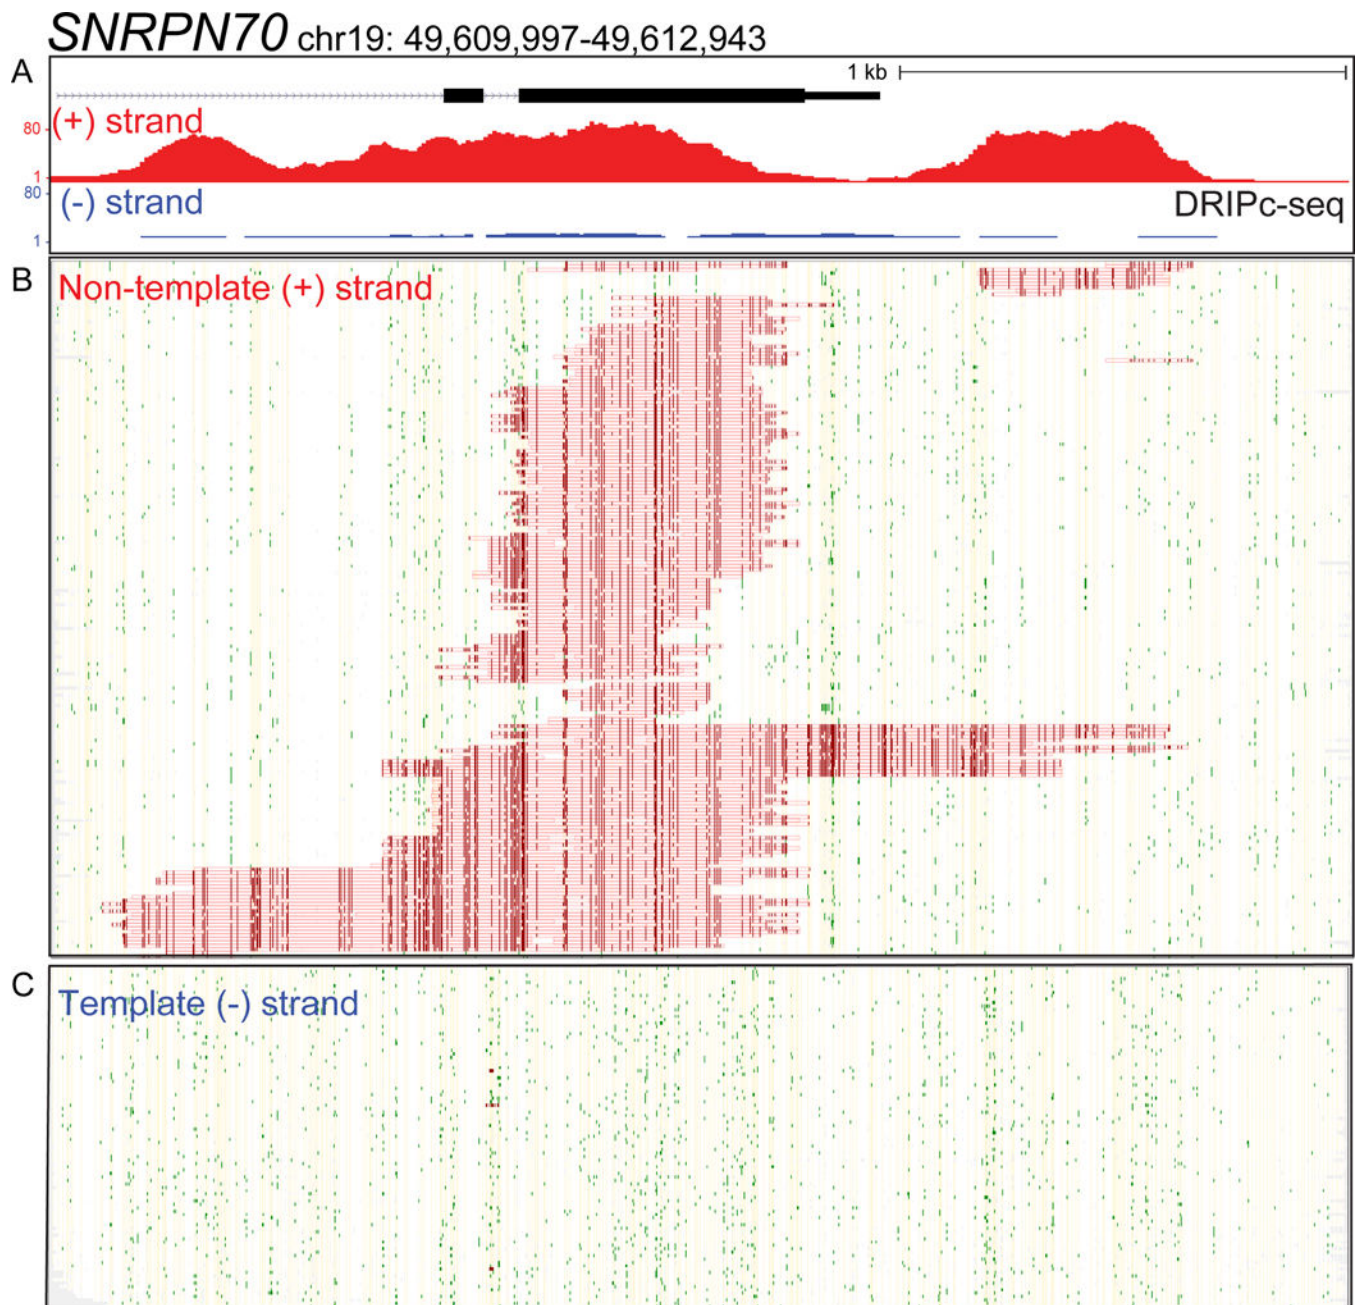 SNRPN70 chr19: 49,609,997-49,612,943
A
1 kb
80
(+) strand
1
80
(-) strand
DRIPc-seq
1
B
Non-template (+) strand
C
Template (-) strand